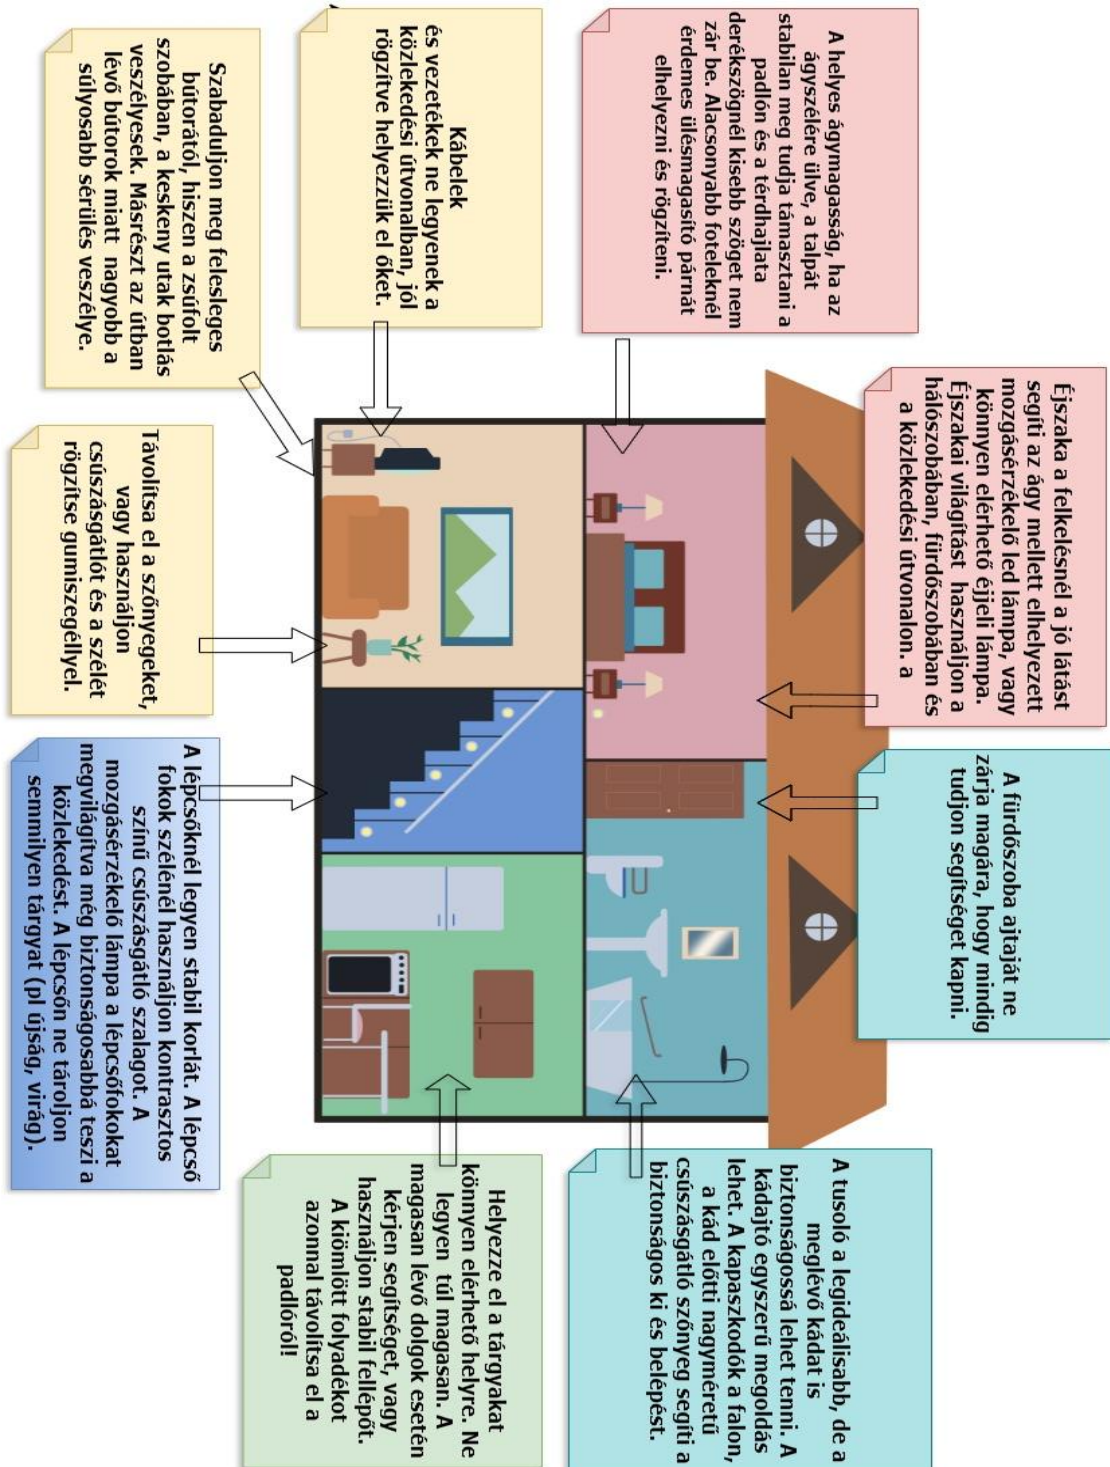 A helyes ágymagasság, ha az
ágyszélére ülve, a talpát
stabilan meg tudja támasztani a
padlón és a térdhajlata
derékszögnél kisebb szöget nem
zár be. Alacsonyabb foteleknél
érdemes ülésmagasító párnát
elhelyezni és rögzíteni.
Éjszaka a felkelésnél a jó látást
segíti az ágy mellett elhelyezett
mozgásérzékelő led lámpa, vagy
könnyen elérhető éjjeli lámpa.
Éjszakai világítást használjon a
hálószobában, fürdőszobában és
a közlekedési útvonalon. a
A fürdőszoba ajtaját ne
zárja magára, hogy mindig
tudjon segítséget kapni.
A tusoló a legideálisabb, de a
meglévő kádat is
biztonságossá lehet tenni. A
kádajtó egyszerű megoldás
lehet. A kapaszkodók a falon,
a kád előtti nagyméretű
csúszásgátló szőnyeg segíti a
biztonságos ki és belépést.
Kábelek
és vezetékek ne legyenek a
közlekedési útvonalban, jól
rögzítve helyezzük el őket.
Szabaduljon meg felesleges
bútorától, hiszen a zsúfolt
szobában, a keskeny utak botlás
veszélyesek. Másrészt az útban
lévő bútorok miatt nagyobb a
súlyosabb sérülés veszélye.
Távolítsa el a szőnyegeket,
vagy használjon
csúszásgátlót és a szélét
rögzítse gumiszegéllyel.
A lépcsőknél legyen stabil korlát. A lépcső
fokok szélénél használjon kontrasztos
színű csúszásgátló szalagot. A
mozgásérzékelő lámpa a lépcsőfokokat
megvilágítva még biztonságosabbá teszi a
közlekedést. A lépcsőn ne tároljon
semmilyen tárgyat (pl újság, virág).
Helyezze el a tárgyakat
könnyen elérhető helyre. Ne
legyen túl magasan. A
magasan lévő dolgok esetén
kérjen segítséget, vagy
használjon stabil fellépőt.
A kiömlött folyadékot
azonnal távolítsa el a
padlóról!